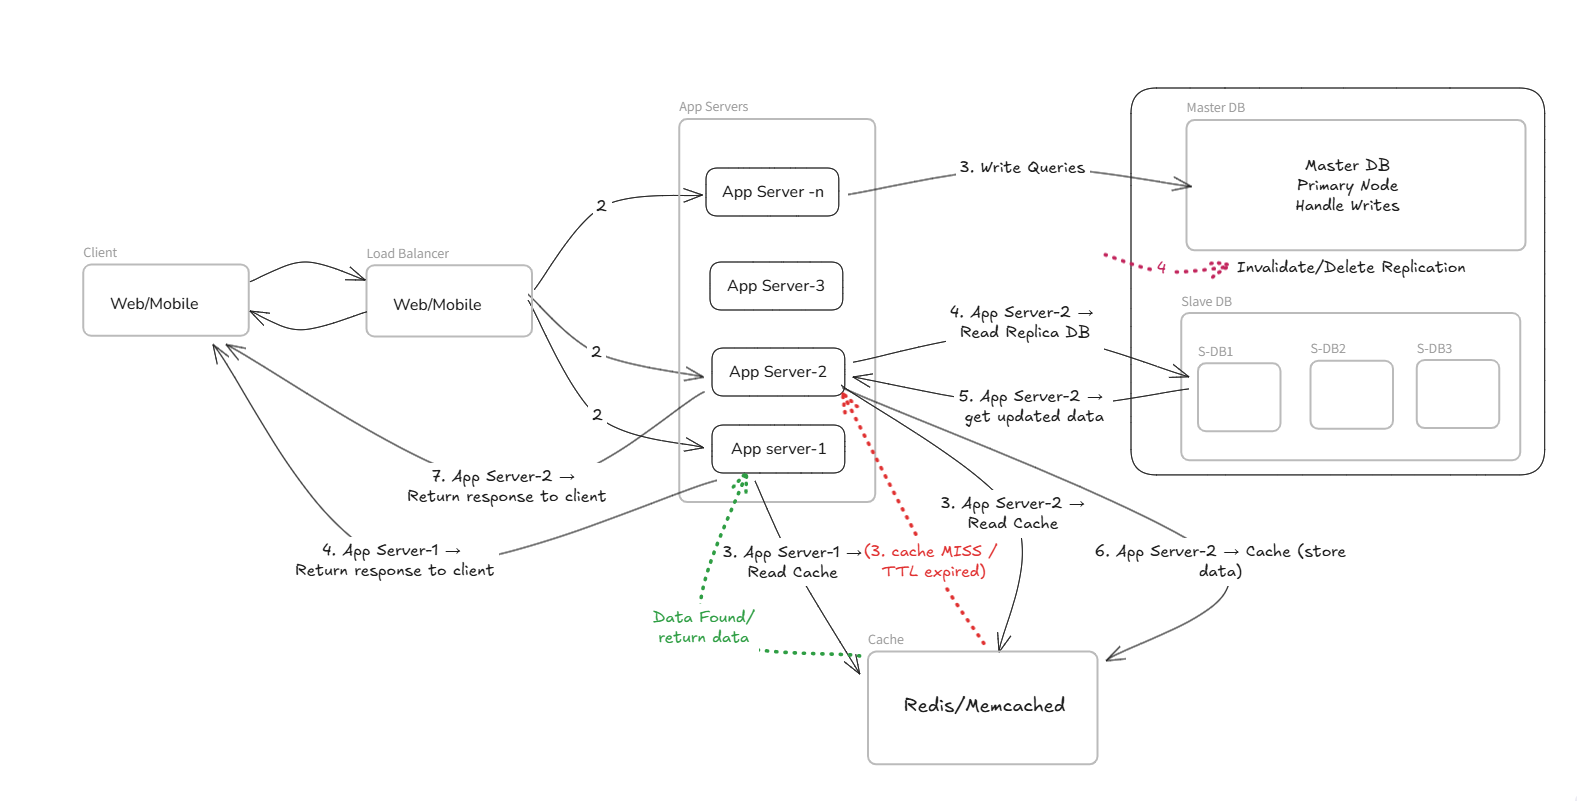 App Servers
Master DB
App Server -n
3. Write Queries
Master DB
Primary Node
Handle Writes
2
Client
Load Balancer
Web/Mobile
Web/Mobile
App Server-3
4
Invalidate/Delete Replication
Slave DB
4. App Server-2 →
Read Replica DB
S-DB1
S-DB2
S-DB3
2
App Server-2
5. App Server-2 →
get updated data
2
App server-1
7. App Server-2 →
Return response to client
3. App Server-2 →
Read Cache
4. App Server-1 →
Return response to client
3. App Server-1 →
Read Cache
(3. cache MISS /
TTL expired)
6. App Server-2 → Cache (store
data)
Data Found/
return data
Cache
Redis/Memcached